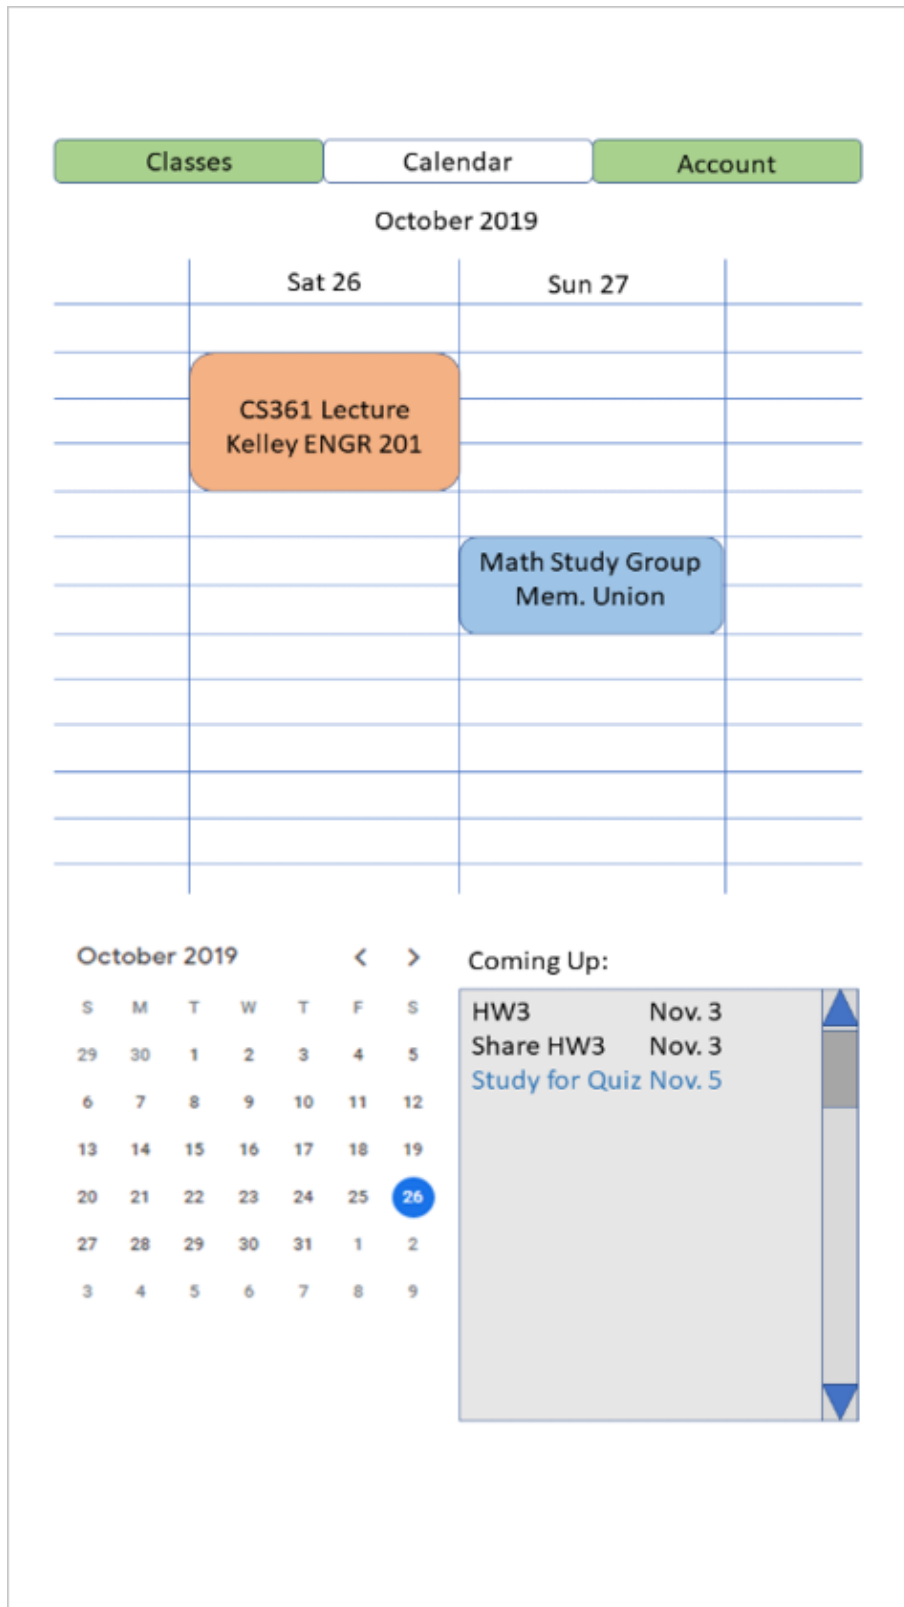 Classes Calendar Account
October 2019
Sat 26 Sun 27
CS361 Lecture
Kelley ENGR 201
Math Study Group
Mem. Union
October 2019 < >
S M T W T F S
29 30 1 2 3 4 5
6 7 8 9 10 11 12
13 14 15 16 17 18 19
20 21 22 23 24 25 26
27 28 29 30 31 1 2
3 4 5 6 7 8 9
Coming Up:
HW3 Nov. 3
Share HW3 Nov. 3
Study for Quiz Nov. 5